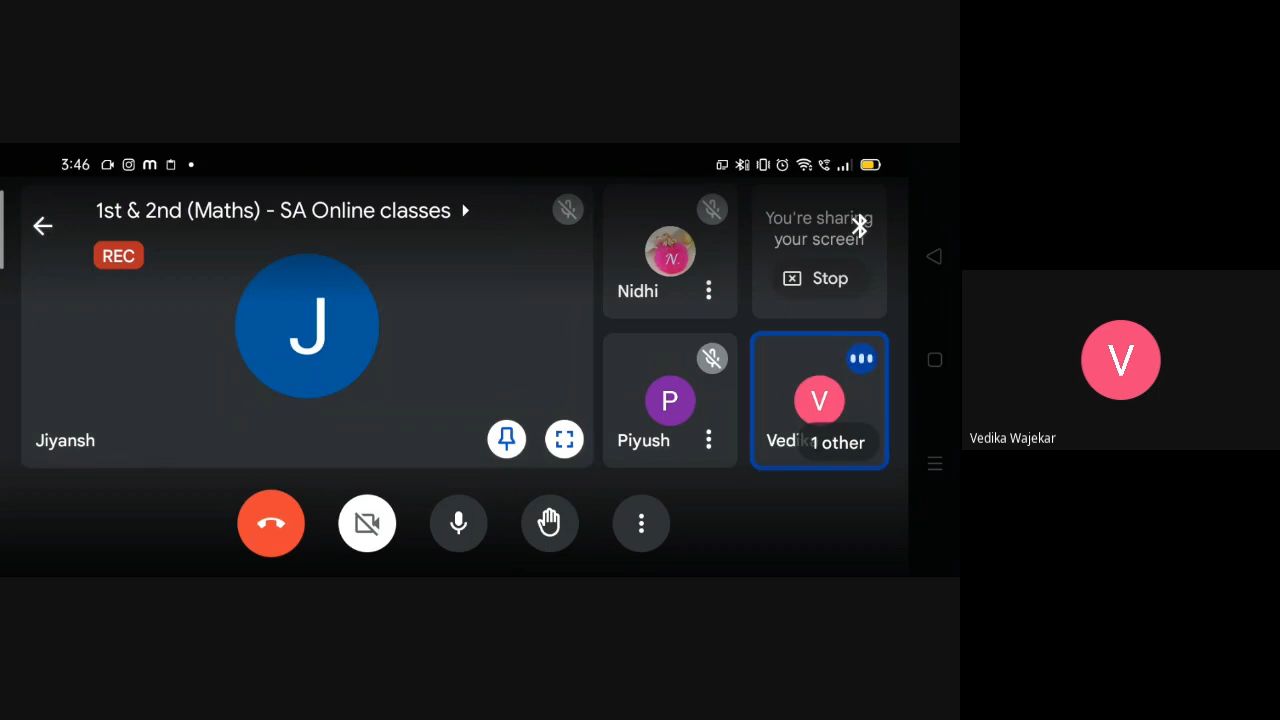 3:46
1st & 2nd (Maths) - SA Online classes
REC
J
Jiyansh
N.
Nidhi
You're sharing
your screen
Stop
P
Piyush
V
Vedik
1 other
V
Vedika Wajekar